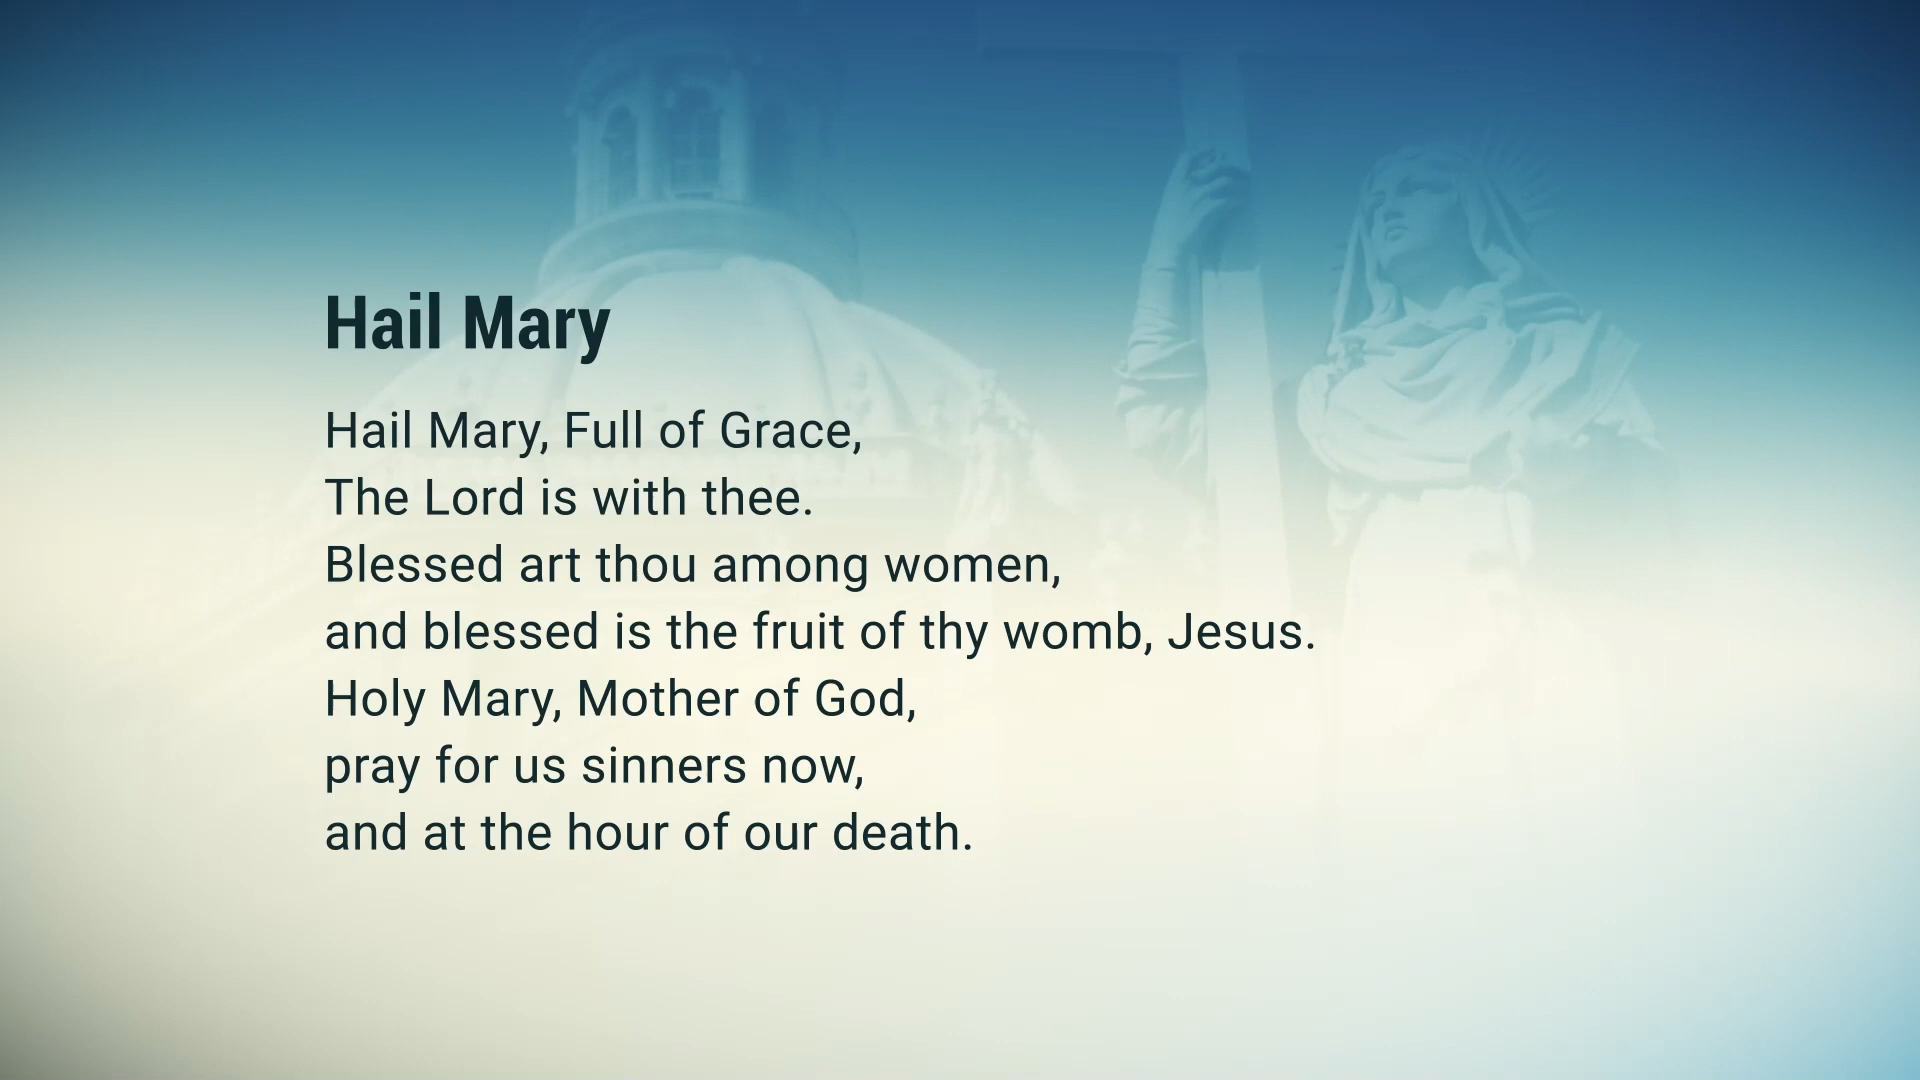 Hail Mary
Hail Mary, Full of Grace,
The Lord is with thee.
Blessed art thou among women,
and blessed is the fruit of thy womb, Jesus.
Holy Mary, Mother of God,
pray for us sinners now,
and at the hour of our death.